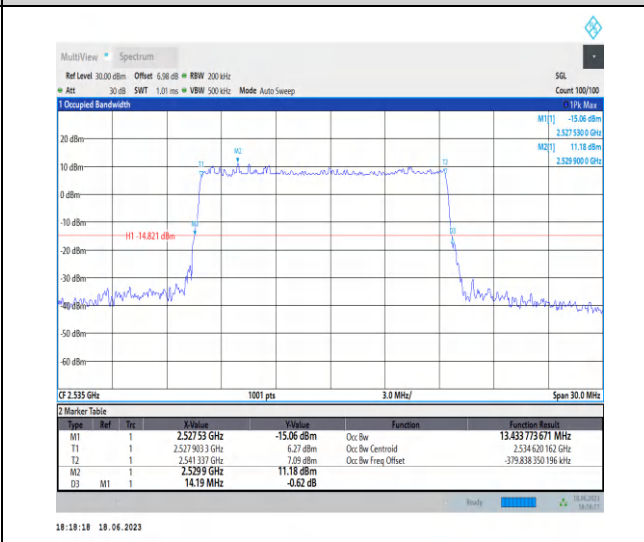 MultiView Spectrum
Ref Level 30.00 dBm Offset 6.98 dB RBW 200 kHz SGL
Att 30 dB SWT 1.01 ms VBW 500 kHz Mode Auto Sweep Count 100/100
1 Occupied Bandwidth 1Pk Max
M1[1] -15.06 dBm
2.527 530 0 GHz
M2[1] 11.18 dBm
2.529 900 0 GHz
20 dBm
M2
T1 T2
10 dBm
0 dBm
-10 dBm
M1
H1 -14.821 dBm D3
-20 dBm
-30 dBm
-40 dBm
-50 dBm
-60 dBm
CF 2.535 GHz 1001 pts 3.0 MHz/ Span 30.0 MHz
2 Marker Table
Type Ref Trc X-Value Y-Value Function Function Result
M1 1 2.527 53 GHz -15.06 dBm Occ Bw 13.433 773 671 MHz
T1 1 2.527 903 3 GHz 6.27 dBm Occ Bw Centroid 2.534 620 162 GHz
T2 1 2.541 337 GHz 7.09 dBm Occ Bw Freq Offset -379.838 350 196 kHz
M2 1 2.529 9 GHz 11.18 dBm
D3 M1 1 14.19 MHz -0.62 dB
Ready 18.06.2023
18:18:17
18:18:18 18.06.2023